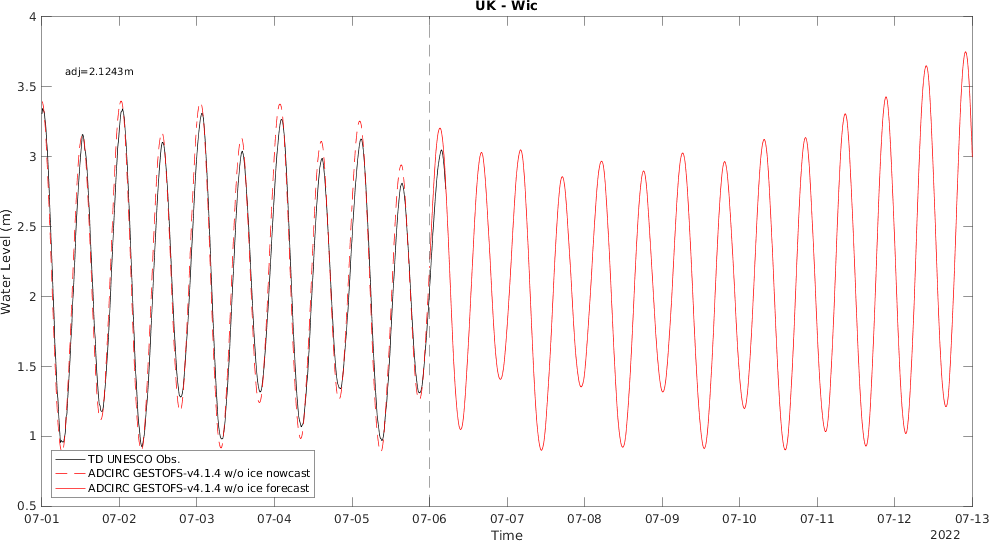 UK - Wic
adj=2.1243m
4
3.5
3
2.5
2
1.5
1
0.5
Water Level (m)
TD UNESCO Obs.
ADCIRC GESTOFS-v4.1.4 w/o ice nowcast
ADCIRC GESTOFS-v4.1.4 w/o ice forecast
07-01 07-02 07-03 07-04 07-05 07-06 07-07 07-08 07-09 07-10 07-11 07-12 07-13
Time
2022